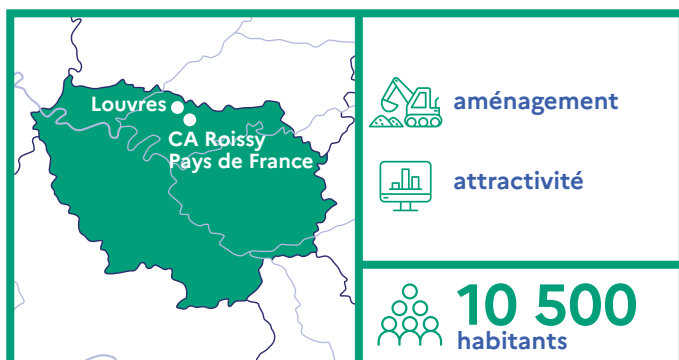 Louvres
CA Roissy
Pays de France
aménagement
attractivité
10 500
habitants